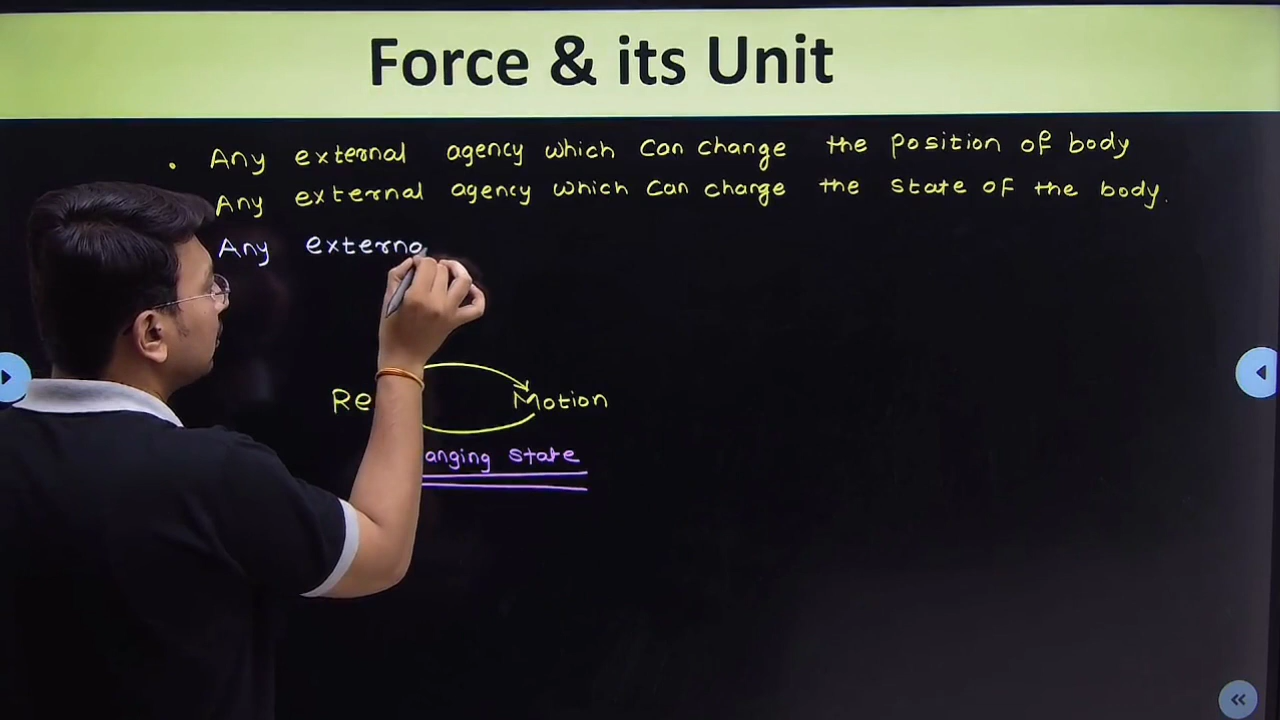 Force & its Unit
. Any external agency which can change the position of body
Any external agency which can change the state of the body.
Any externa
Re Motion
anging state